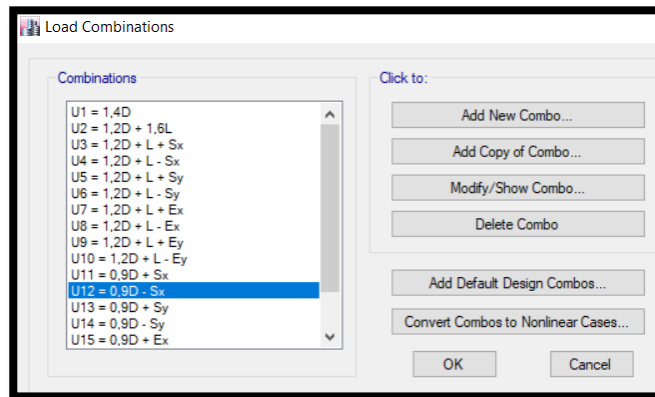 Load Combinations
Combinations
U1 = 1,4D
U2 = 1,2D + 1,6L
U3 = 1,2D + L + Sx
U4 = 1,2D + L - Sx
U5 = 1,2D + L + Sy
U6 = 1,2D + L - Sy
U7 = 1,2D + L + Ex
U8 = 1,2D + L - Ex
U9 = 1,2D + L + Ey
U10 = 1,2D + L - Ey
U11 = 0,9D + Sx
U12 = 0,9D - Sx
U13 = 0,9D + Sy
U14 = 0,9D - Sy
U15 = 0,9D + Ex
Click to:
Add New Combo...
Add Copy of Combo...
Modify/Show Combo...
Delete Combo
Add Default Design Combos...
Convert Combos to Nonlinear Cases...
OK
Cancel